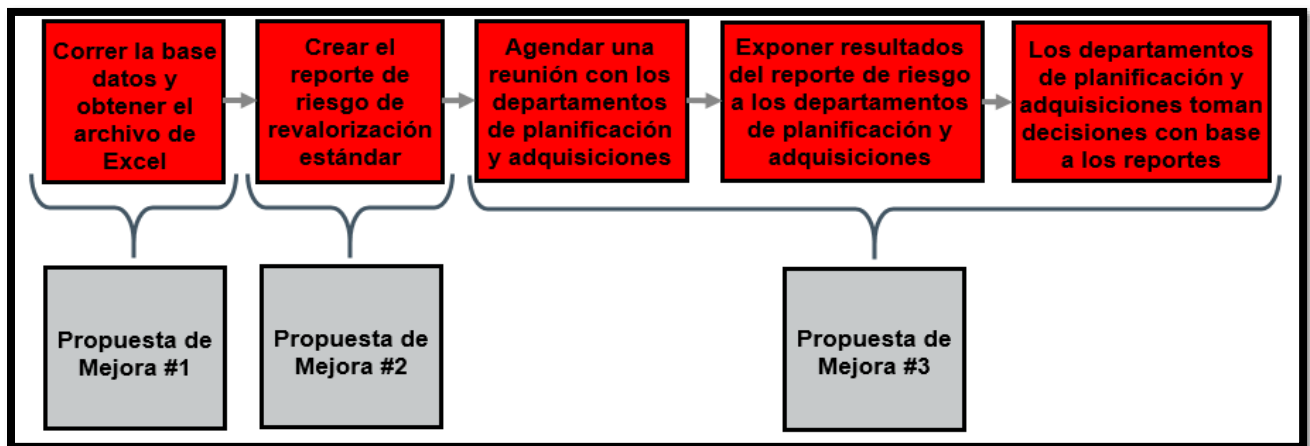 Correr la base
datos y
obtener el
archivo de
Excel
Crear el
reporte de
riesgo de
revalorización
estándar
Agendar una
reunión con los
departamentos
de planificación
y adquisiciones
Exponer resultados
del reporte de riesgo
a los departamentos
de planificación y
adquisiciones
Los departamentos
de planificación y
adquisiciones toman
decisiones con base
a los reportes
Propuesta de
Mejora #1
Propuesta de
Mejora #2
Propuesta de
Mejora #3